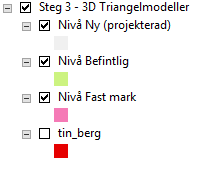 Steg 3 - 3D Triangelmodeller
Nivå Ny (projekterad)
Nivå Befintlig
Nivå Fast mark
tin_berg